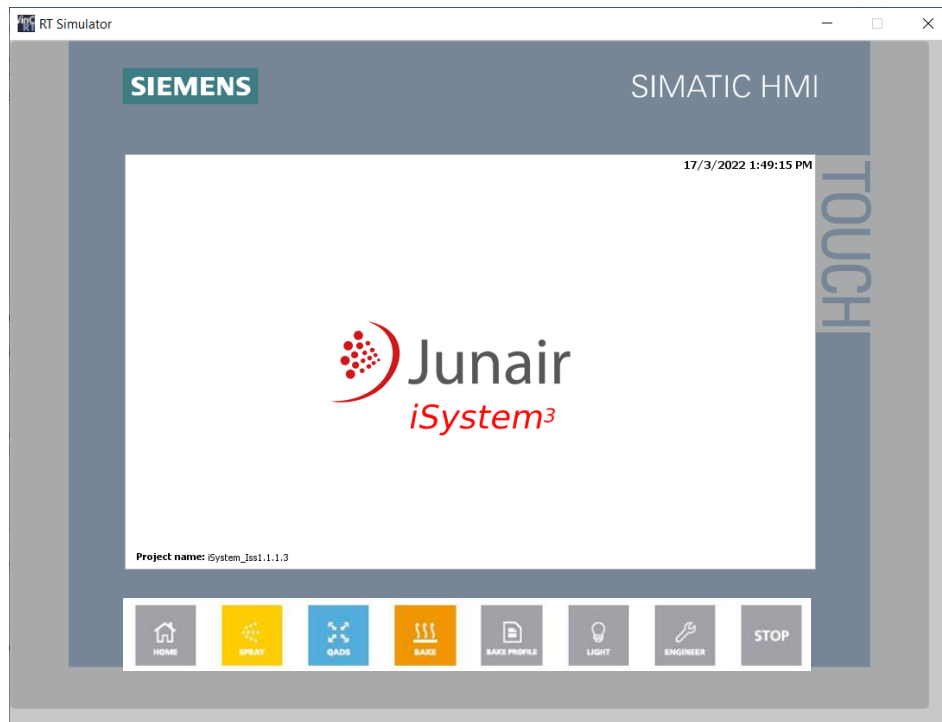 RT Simulator
SIEMENS
SIMATIC HMI
17/3/2022 1:49:15 PM
TOUCH
Junair
iSystem3
Project name: iSystem_Iss1.1.1.3
HOME
SPRAY
QADS
BAKE
BAKE PROFILE
LIGHT
ENGINEER
STOP